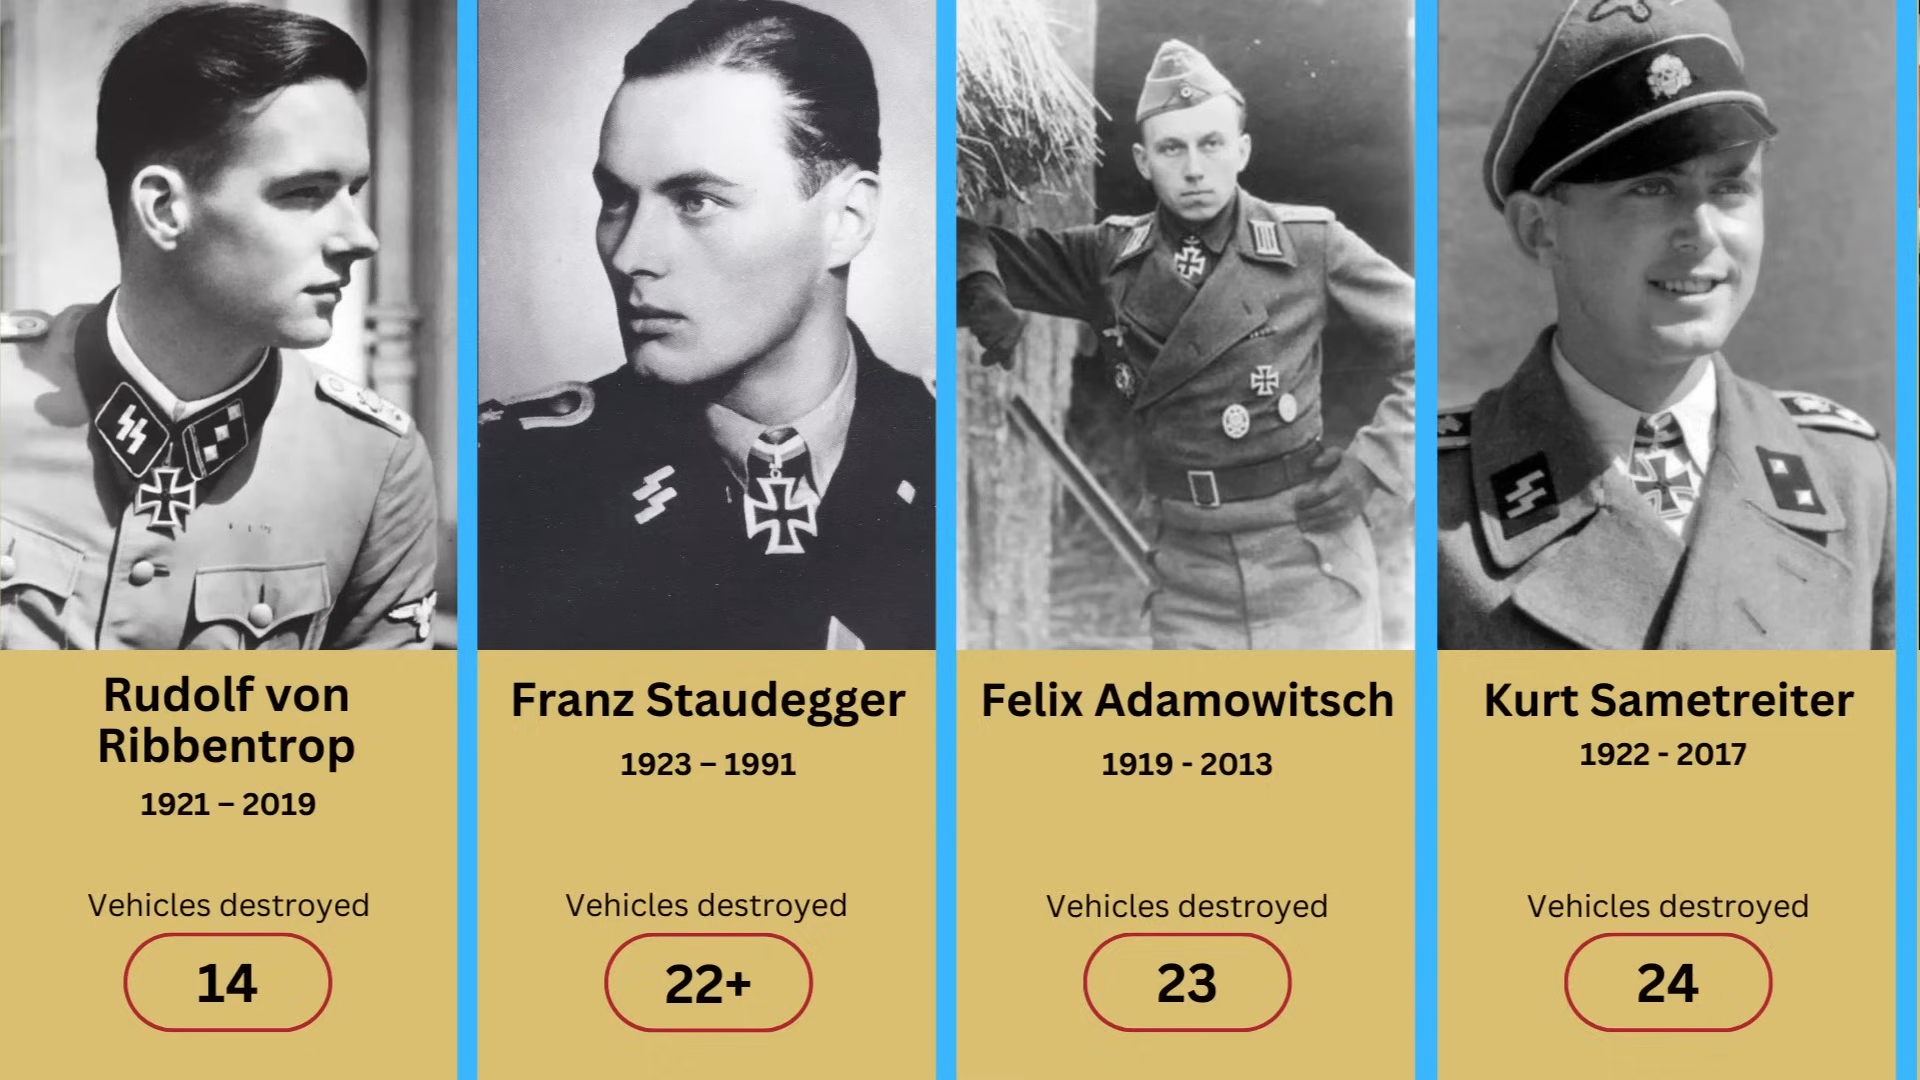 Rudolf von
Ribbentrop
1921 – 2019
Vehicles destroyed
14
Franz Staudegger
1923 – 1991
Vehicles destroyed
22+
Felix Adamowitsch
1919 - 2013
Vehicles destroyed
23
Kurt Sametreiter
1922 - 2017
Vehicles destroyed
24